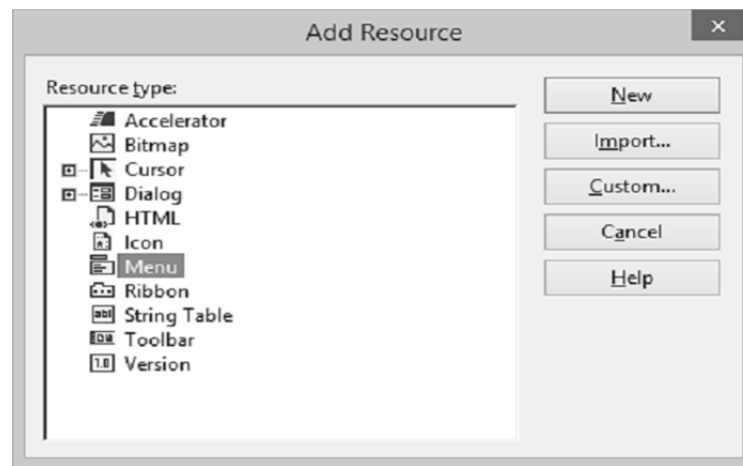 Add Resource
Resource type:
Accelerator
Bitmap
Cursor
Dialog
HTML
Icon
Menu
Ribbon
String Table
Toolbar
Version
New
Import...
Custom...
Cancel
Help